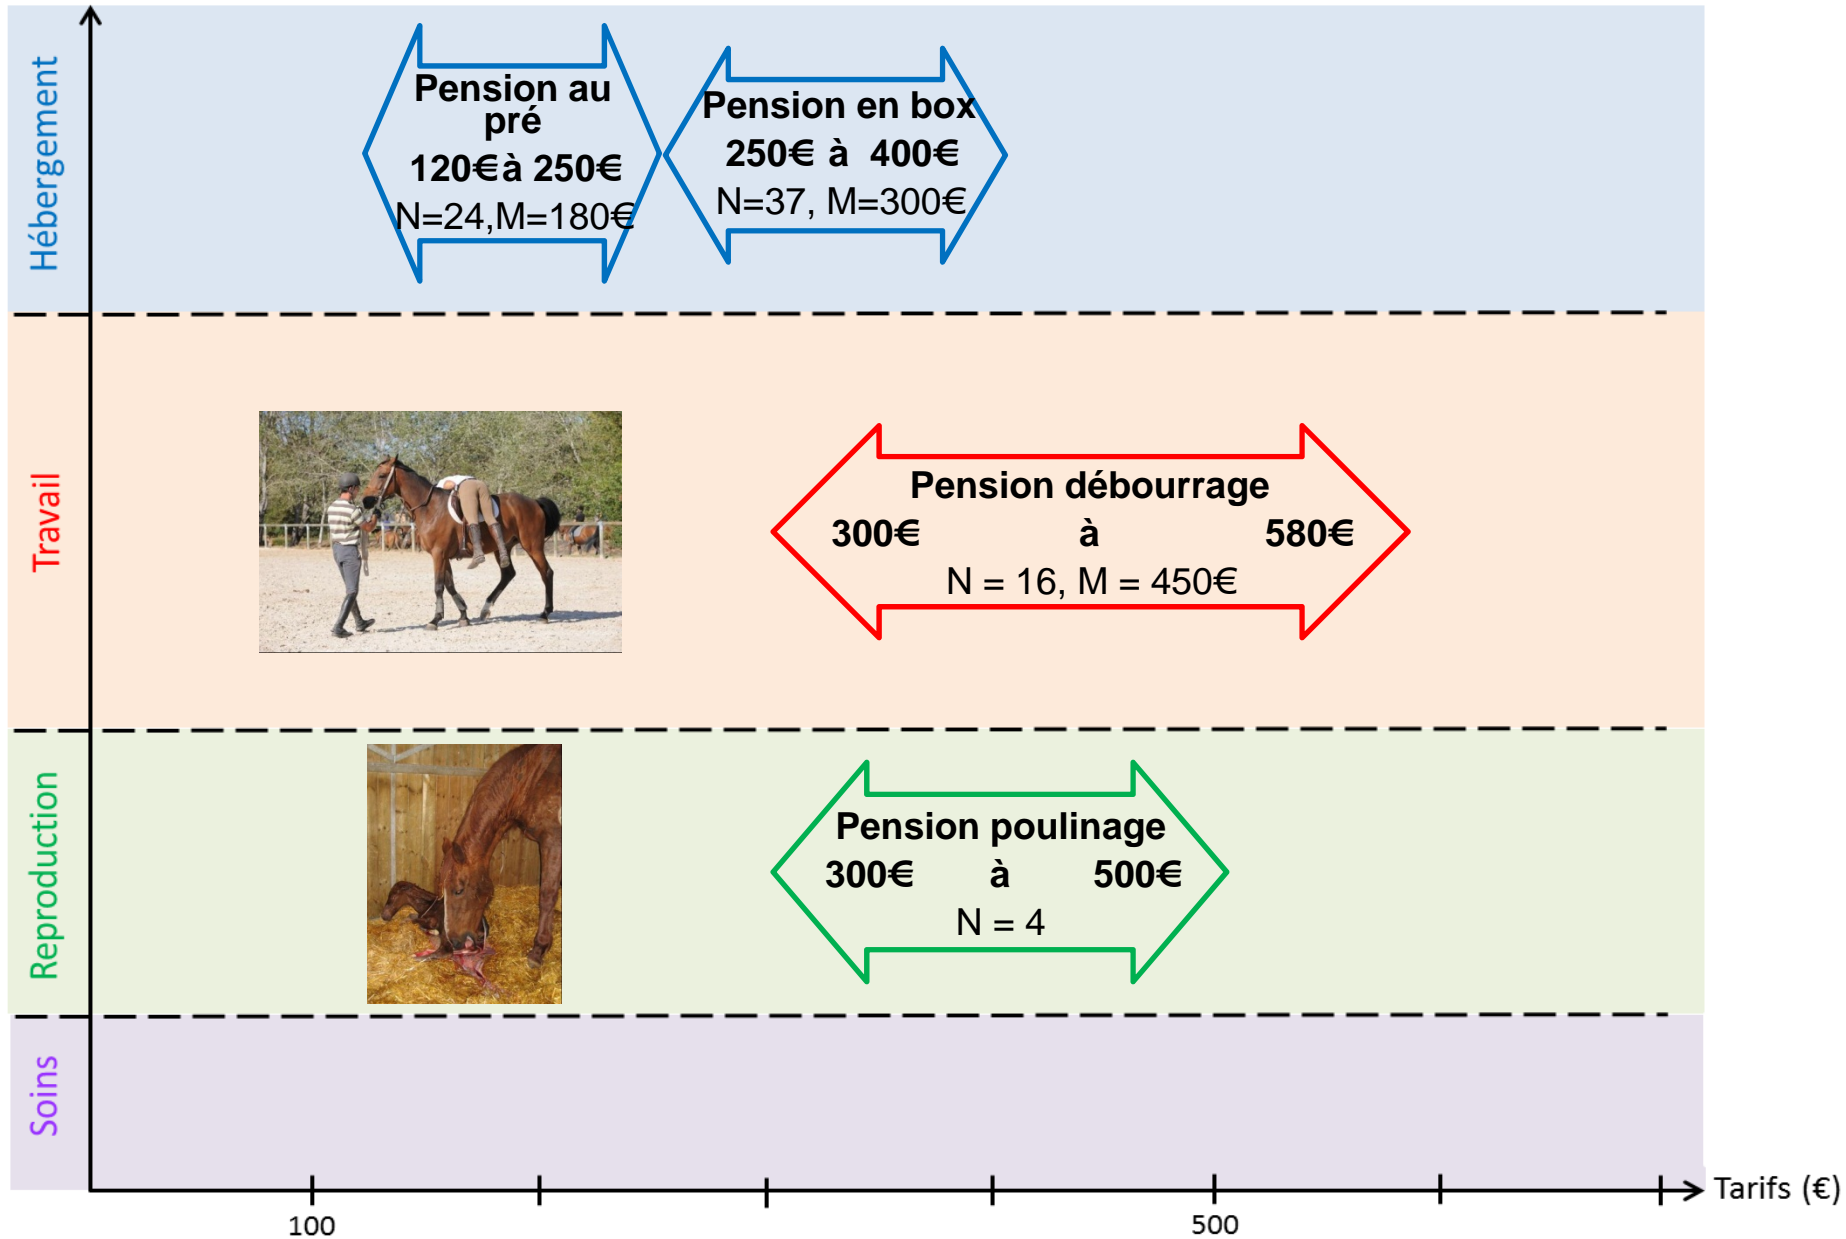 Hébergement
Pension au
pré
120€ à 250€
N=24,M=180€
Pension en box
250€ à 400€
N=37, M=300€
Travail
Pension débourrage
300€ à 580€
N = 16, M = 450€
Reproduction
Pension poulinage
300€ à 500€
N = 4
Soins
100
500
Tarifs (€)